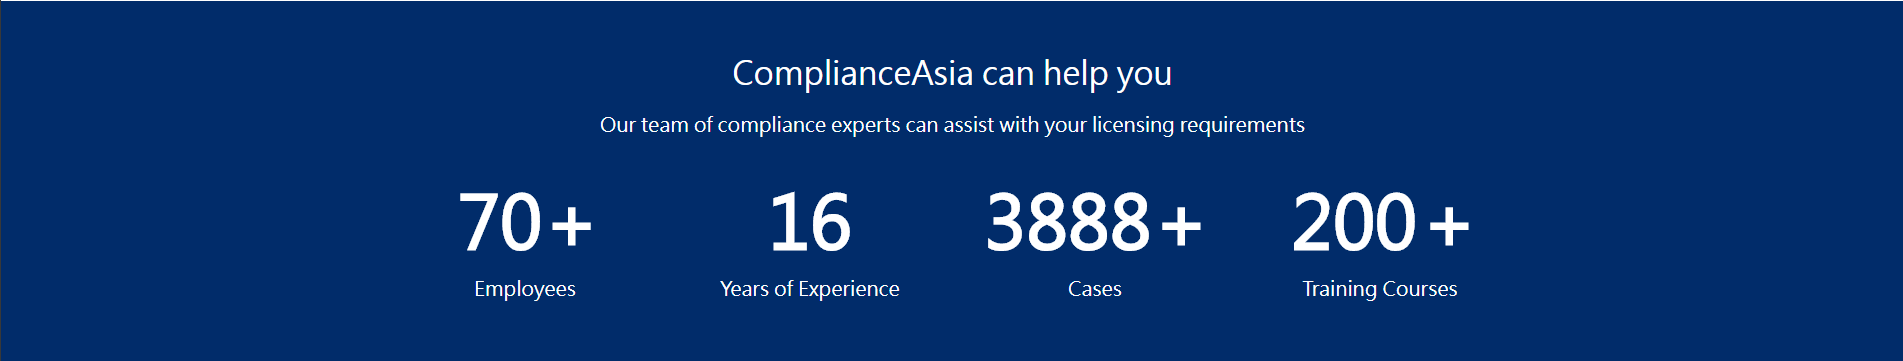 ComplianceAsia can help you
Our team of compliance experts can assist with your licensing requirements
70+ 16 3888+ 200+
Employees Years of Experience Cases Training Courses